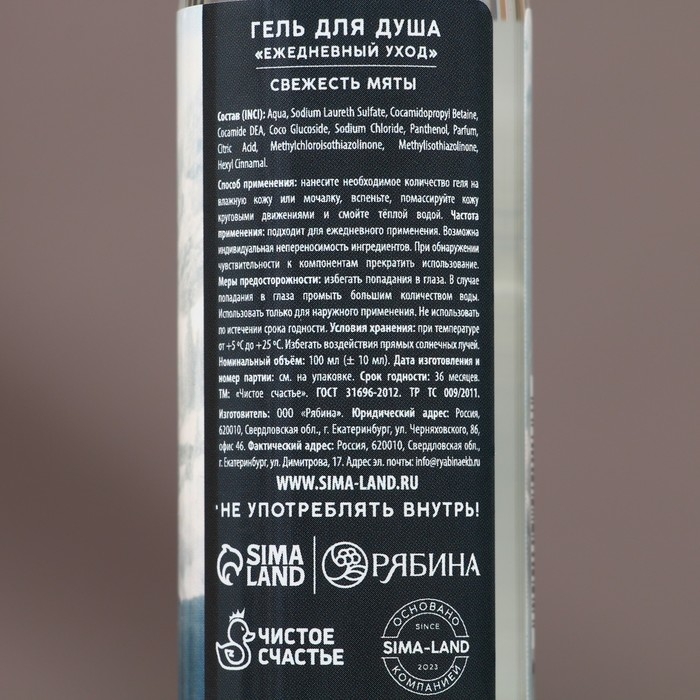 ГЕЛЬ ДЛЯ ДУША
«ЕЖЕДНЕВНЫЙ УХОД»
СВЕЖЕСТЬ МЯТЫ
Состав (INCI): Aqua, Sodium Laureth Sulfate, Cocamidopropyl Betaine,
Cocamide DEA, Coco Glucoside, Sodium Chloride, Panthenol, Parfum,
Citric Acid, Methylchloroisothiazolinone, Methylisothiazolinone,
Hexyl Cinnamal.
Способ применения: нанесите необходимое количество геля на
влажную кожу или мочалку, вспеньте, помассируйте кожу
круговыми движениями и смойте тёплой водой. Частота
применения: подходит для ежедневного применения. Возможна
индивидуальная непереносимость ингредиентов. При обнаружении
чувствительности к компонентам прекратить использование.
Меры предосторожности: избегать попадания в глаза. В случае
попадания в глаза промыть большим количеством воды.
Использовать только для наружного применения. Не использовать
по истечении срока годности. Условия хранения: при температуре
от +5 ºС до +25 ºС. Избегать воздействия прямых солнечных лучей.
Номинальный объём: 100 мл (± 10 мл). Дата изготовления и
номер партии: см. на упаковке. Срок годности: 36 месяцев.
ТМ: «Чистое счастье». ГОСТ 31696-2012. ТР ТС 009/2011.
Изготовитель: ООО «Рябина». Юридический адрес: Россия,
620010, Свердловская обл., г. Екатеринбург, ул. Черняховского, 86,
офис 46. Фактический адрес: Россия, 620010, Свердловская обл.,
г. Екатеринбург, ул. Димитрова, 17. Адрес эл. почты: info@ryabinaekb.ru
WWW.SIMA-LAND.RU
НЕ УПОТРЕБЛЯТЬ ВНУТРЬ!
SIMA
LAND
РЯБИНА
ЧИСТОЕ
СЧАСТЬЕ
ОСНОВАНО
SINCE
SIMA-LAND
2023
КОМПАНИЕЙ